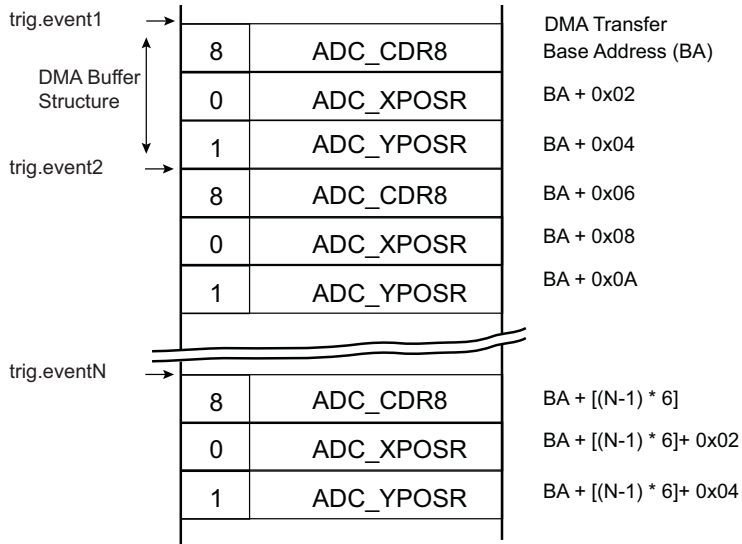 trig.event1
DMA Transfer
8 ADC_CDR8 Base Address (BA)
DMA Buffer
Structure
0 ADC_XPOSR BA + 0x02
1 ADC_YPOSR BA + 0x04
trig.event2
8 ADC_CDR8 BA + 0x06
0 ADC_XPOSR BA + 0x08
1 ADC_YPOSR BA + 0x0A
trig.eventN
8 ADC_CDR8 BA + [(N-1) * 6]
0 ADC_XPOSR BA + [(N-1) * 6]+ 0x02
1 ADC_YPOSR BA + [(N-1) * 6]+ 0x04